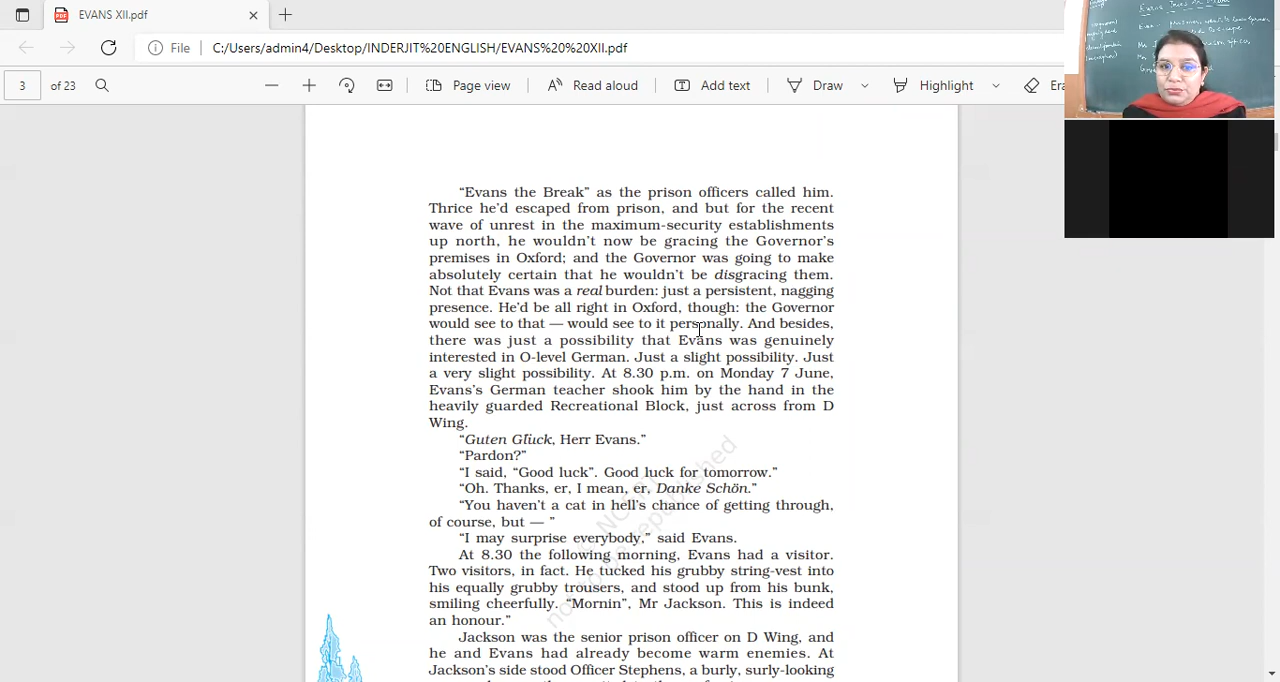 EVANS XII.pdf
File
C:/Users/admin4/Desktop/INDERJIT%20ENGLISH/EVANS%20%20XII.pdf
3 of 23
Page view
Read aloud
Add text
Draw
Highlight
Era
“Evans the Break” as the prison officers called him.
Thrice he’d escaped from prison, and but for the recent
wave of unrest in the maximum-security establishments
up north, he wouldn’t now be gracing the Governor’s
premises in Oxford; and the Governor was going to make
absolutely certain that he wouldn’t be disgracing them.
Not that Evans was a real burden: just a persistent, nagging
presence. He’d be all right in Oxford, though: the Governor
would see to that — would see to it personally. And besides,
there was just a possibility that Evans was genuinely
interested in O-level German. Just a slight possibility. Just
a very slight possibility. At 8.30 p.m. on Monday 7 June,
Evans’s German teacher shook him by the hand in the
heavily guarded Recreational Block, just across from D
Wing.
“Guten Glück, Herr Evans.”
“Pardon?”
“I said, “Good luck”. Good luck for tomorrow.”
“Oh. Thanks, er, I mean, er, Danke Schön.”
“You haven’t a cat in hell’s chance of getting through,
of course, but — ”
“I may surprise everybody,” said Evans.
At 8.30 the following morning, Evans had a visitor.
Two visitors, in fact. He tucked his grubby string-vest into
his equally grubby trousers, and stood up from his bunk,
smiling cheerfully. “Mornin”, Mr Jackson. This is indeed
an honour.”
Jackson was the senior prison officer on D Wing, and
he and Evans had already become warm enemies. At
Jackson’s side stood Officer Stephens, a burly, surly-looking
not to be republished